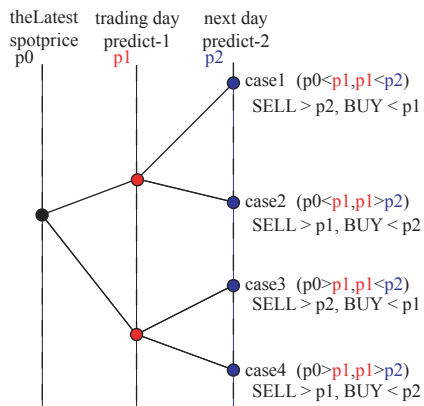 theLatest trading day next day
spotprice predict-1 predict-2
p0 p1 p2
case1 (p0<p1,p1<p2)
SELL > p2, BUY < p1
case2 (p0<p1,p1>p2)
SELL > p1, BUY < p2
case3 (p0>p1,p1<p2)
SELL > p2, BUY < p1
case4 (p0>p1,p1>p2)
SELL > p1, BUY < p2